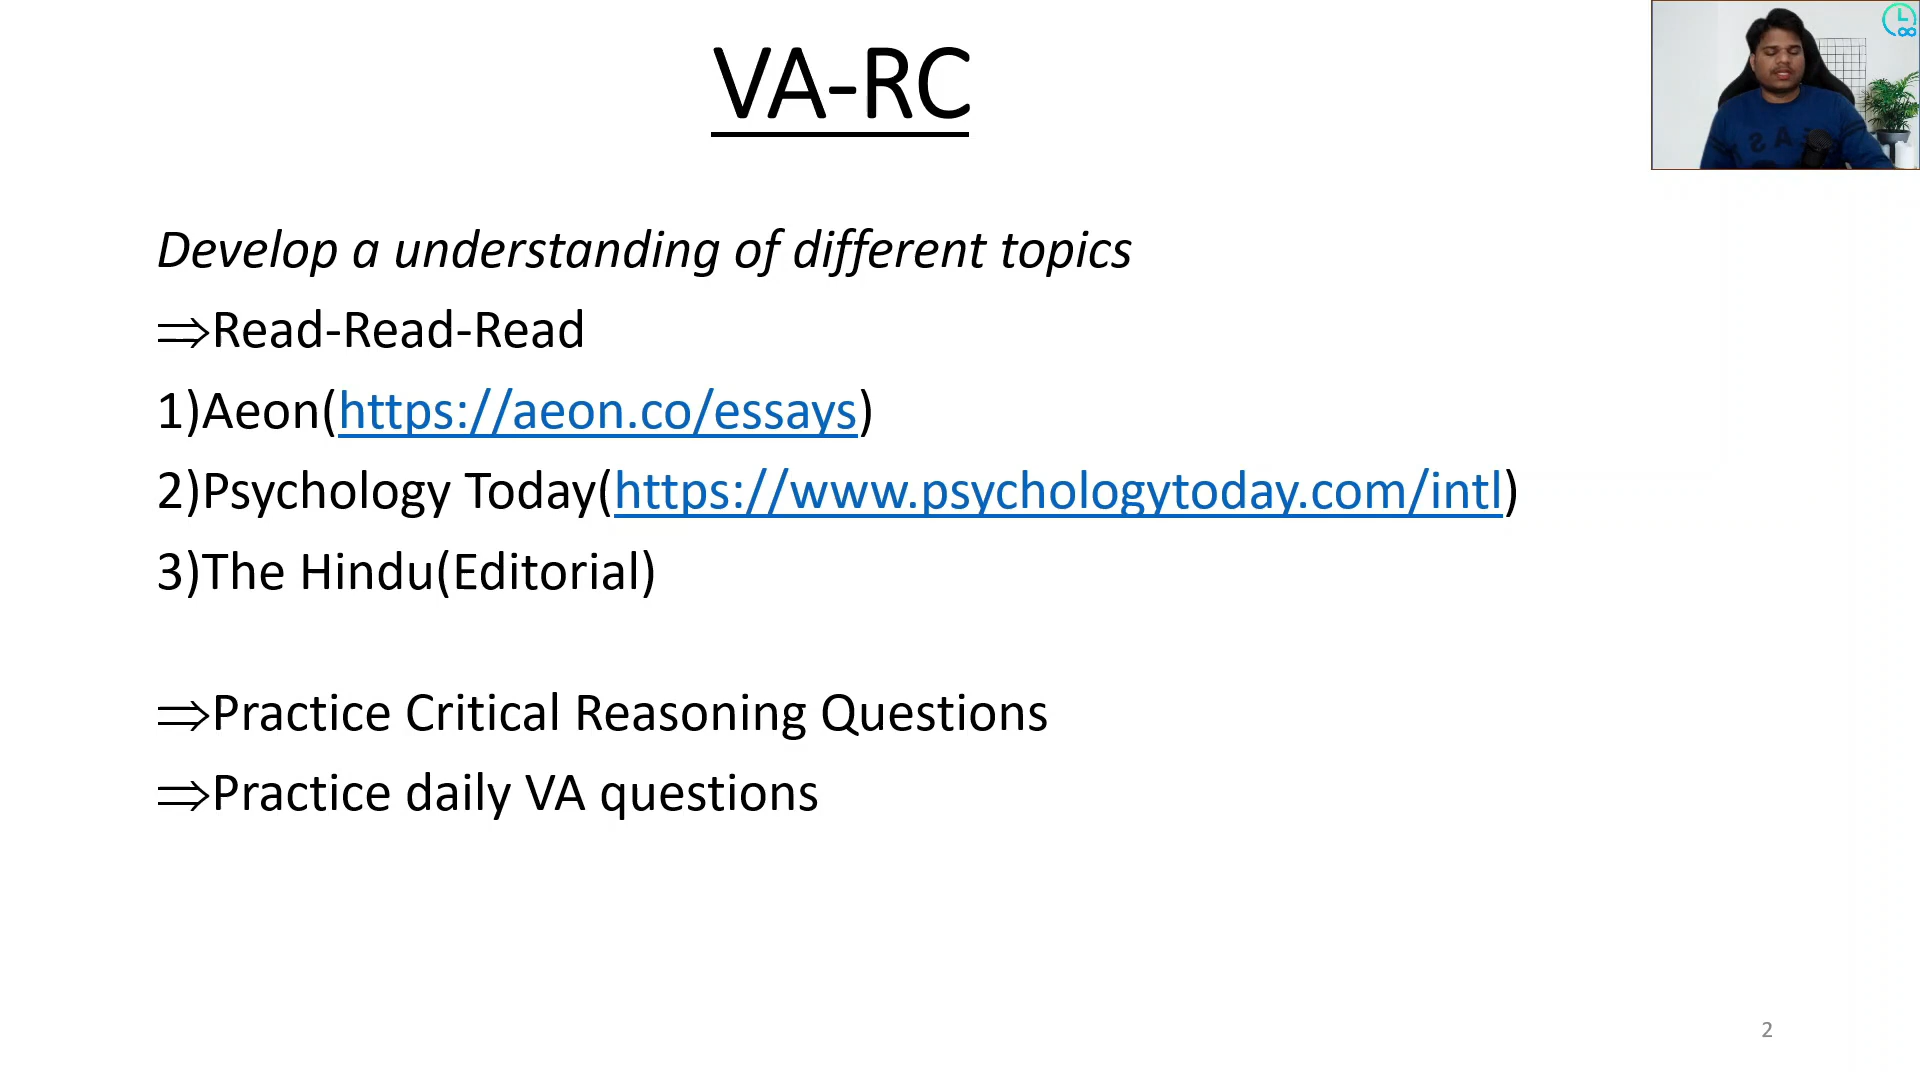 VA-RC
Develop a understanding of different topics
⇒Read-Read-Read
1)Aeon(https://aeon.co/essays)
2)Psychology Today(https://www.psychologytoday.com/intl)
3)The Hindu(Editorial)
⇒Practice Critical Reasoning Questions
⇒Practice daily VA questions
2